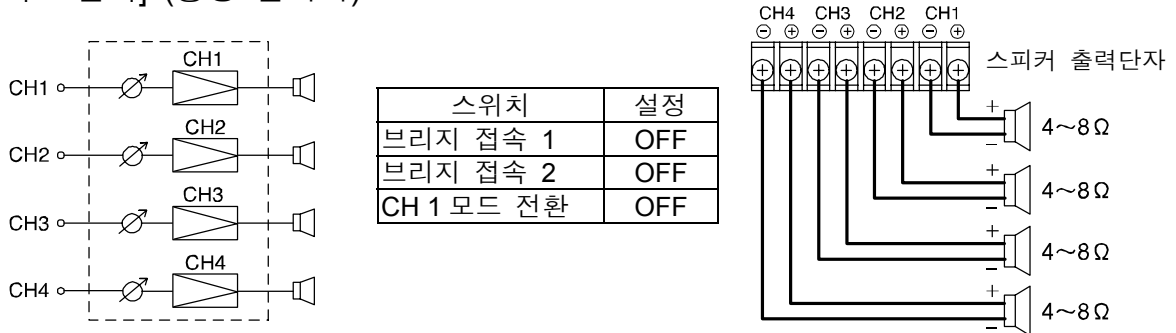 CH1 CH1
CH2 CH2
CH3 CH3
CH4 CH4
스위치 설정
브리지 접속 1 OFF
브리지 접속 2 OFF
CH 1 모드 전환 OFF
CH4 CH3 CH2 CH1
⊖ ⊕ ⊖ ⊕ ⊖ ⊕ ⊖ ⊕
스피커 출력단자
+ − 4~8Ω
+ − 4~8Ω
+ − 4~8Ω
+ − 4~8Ω